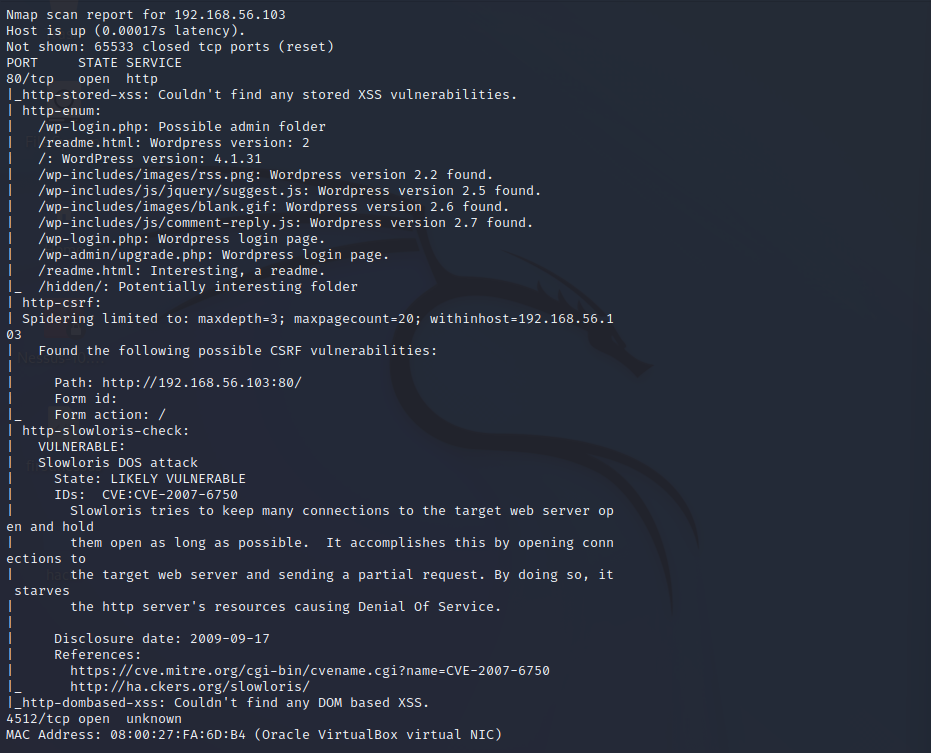 Nmap scan report for 192.168.56.103
Host is up (0.00017s latency).
Not shown: 65533 closed tcp ports (reset)
PORT     STATE SERVICE
80/tcp   open  http
|_http-stored-xss: Couldn't find any stored XSS vulnerabilities.
| http-enum:
|   /wp-login.php: Possible admin folder
|   /readme.html: Wordpress version: 2
|   /: WordPress version: 4.1.31
|   /wp-includes/images/rss.png: Wordpress version 2.2 found.
|   /wp-includes/js/jquery/suggest.js: Wordpress version 2.5 found.
|   /wp-includes/images/blank.gif: Wordpress version 2.6 found.
|   /wp-includes/js/comment-reply.js: Wordpress version 2.7 found.
|   /wp-login.php: Wordpress login page.
|   /wp-admin/upgrade.php: Wordpress login page.
|   /readme.html: Interesting, a readme.
|_  /hidden/: Potentially interesting folder
| http-csrf:
| Spidering limited to: maxdepth=3; maxpagecount=20; withinhost=192.168.56.1
03
|   Found the following possible CSRF vulnerabilities:
|
|     Path: http://192.168.56.103:80/
|     Form id:
|_    Form action: /
| http-slowloris-check:
|   VULNERABLE:
|   Slowloris DOS attack
|     State: LIKELY VULNERABLE
|     IDs:  CVE:CVE-2007-6750
|       Slowloris tries to keep many connections to the target web server op
en and hold
|       them open as long as possible.  It accomplishes this by opening conn
ections to
|       the target web server and sending a partial request. By doing so, it
 starves
|       the http server's resources causing Denial Of Service.
|
|     Disclosure date: 2009-09-17
|     References:
|       https://cve.mitre.org/cgi-bin/cvename.cgi?name=CVE-2007-6750
|_      http://ha.ckers.org/slowloris/
|_http-dombased-xss: Couldn't find any DOM based XSS.
4512/tcp open  unknown
MAC Address: 08:00:27:FA:6D:B4 (Oracle VirtualBox virtual NIC)